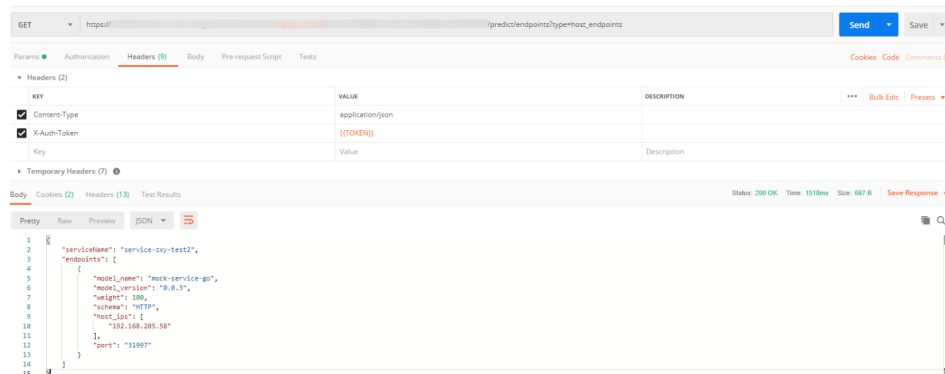 GET https:// /predict/endpoints?type=host_endpoints Send Save
Params Authorization Headers (9) Body Pre-request Script Tests Cookies Code Comments (
Headers (2)
KEY VALUE DESCRIPTION ••• Bulk Edit Presets
Content-Type application/json
X-Auth-Token {{TOKEN}}
Key Value Description
Temporary Headers (7)
Body Cookies (2) Headers (13) Test Results Status: 200 OK Time: 1518ms Size: 667 B Save Response
Pretty Raw Preview JSON
1 {
2 "serviceName": "service-zxy-test2",
3 "endpoints": [
4 {
5 "model_name": "mock-service-go",
6 "model_version": "0.0.3",
7 "weight": 100,
8 "schema": "HTTP",
9 "host_ips": [
10 "192.168.205.58"
11 ],
12 "port": "31997"
13 }
14 ]
15 }